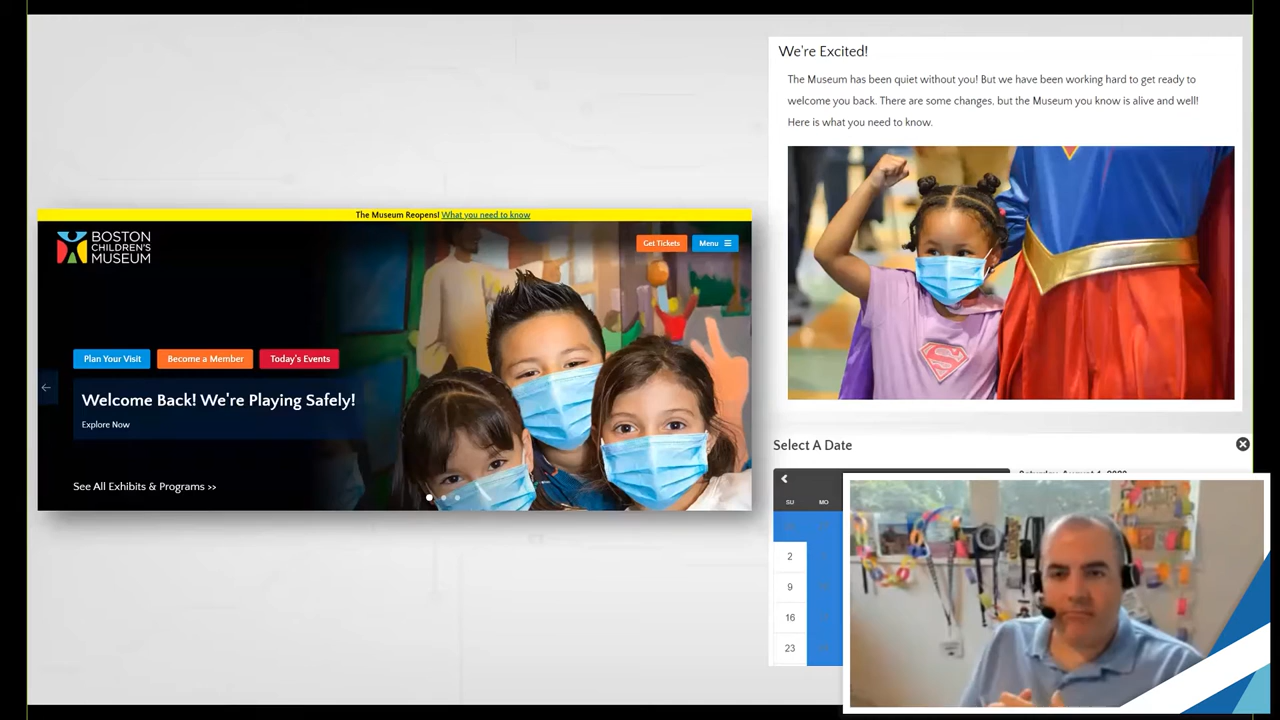 We're Excited!
The Museum has been quiet without you! But we have been working hard to get ready to
welcome you back. There are some changes, but the Museum you know is alive and well!
Here is what you need to know.
The Museum Reopens! What you need to know
BOSTON
CHILDREN'S
MUSEUM
Get Tickets
Menu
Plan Your Visit
Become a Member
Today's Events
Welcome Back! We're Playing Safely!
Explore Now
See All Exhibits & Programs >>
S
Select A Date
SU MO
2
9
16
23